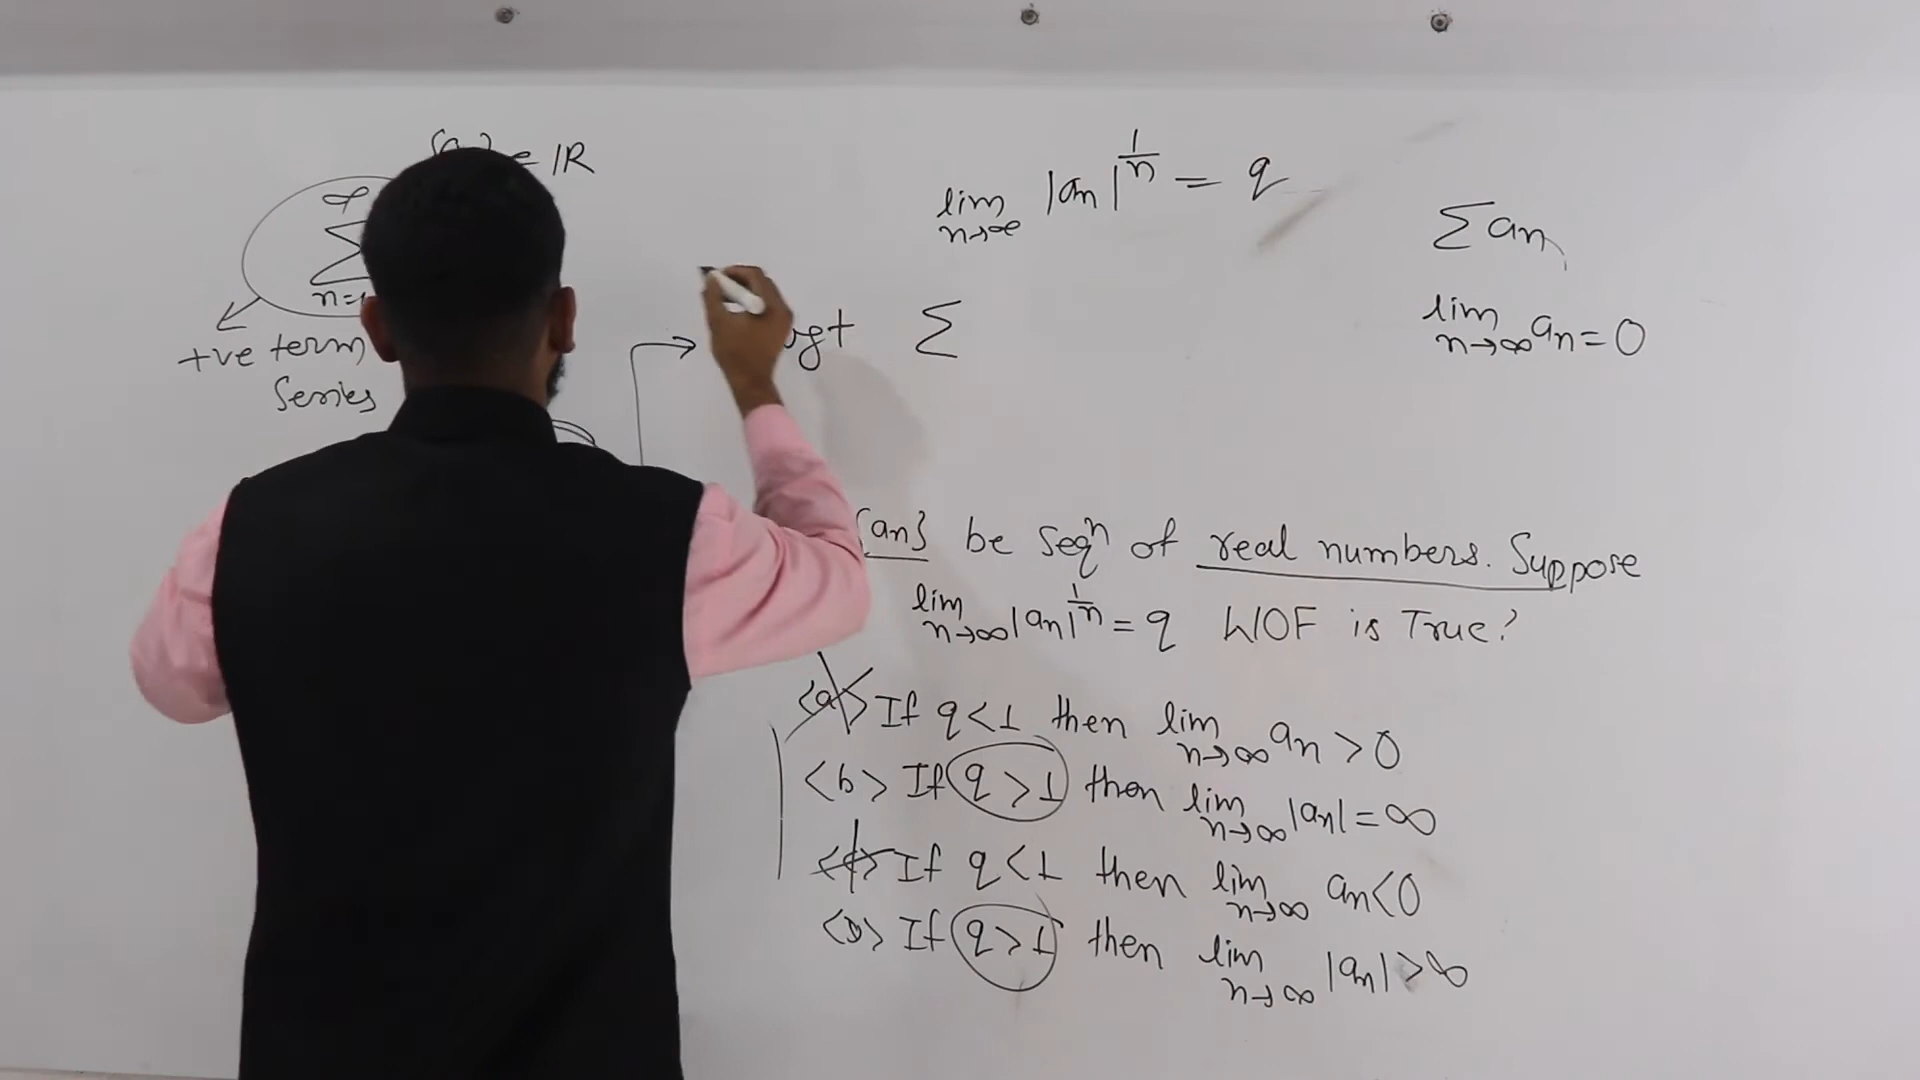 = IR
∞
Σ
n=1
+ve term
Series
lim |an|^1/n = q
n→∞
Σ
Σ an
lim an = 0
n→∞
{an} be seqn of real numbers. Suppose
lim |an|^1/n = q WOF is True?
n→∞
<a> If q<1 then lim an > 0
n→∞
<b> If q>1 then lim |an| = ∞
n→∞
<c> If q<1 then lim an<0
n→∞
<D> If q>1 then lim |an| > ∞
n→∞